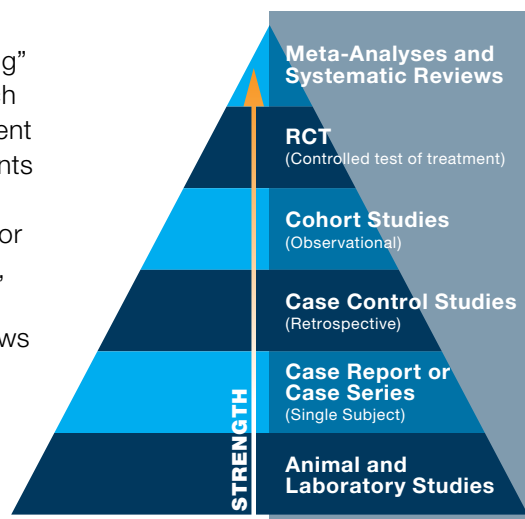 g”
ch
ent
nts
or
,
ws
Meta-Analyses and
Systematic Reviews
RCT
(Controlled test of treatment)
Cohort Studies
(Observational)
Case Control Studies
(Retrospective)
Case Report or
Case Series
(Single Subject)
Animal and
Laboratory Studies
STRENGTH